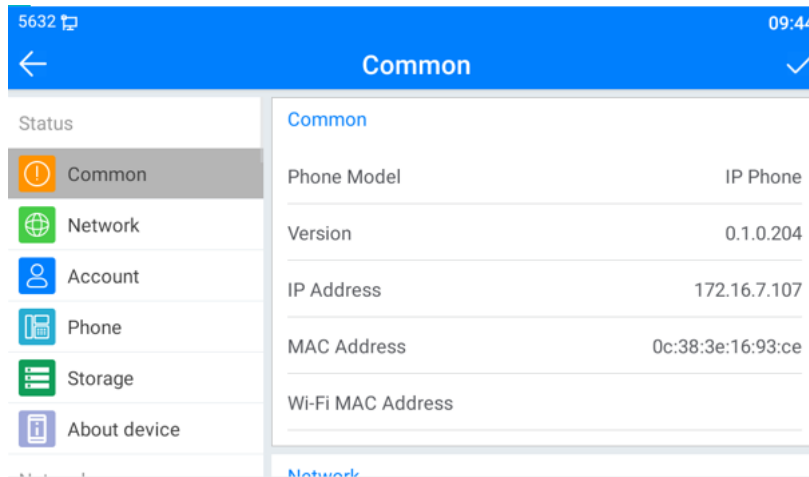 5632
09:44
Common
Status
Common
Network
Account
Phone
Storage
About device
Common
Phone Model IP Phone
Version 0.1.0.204
IP Address 172.16.7.107
MAC Address 0c:38:3e:16:93:ce
Wi-Fi MAC Address
Network